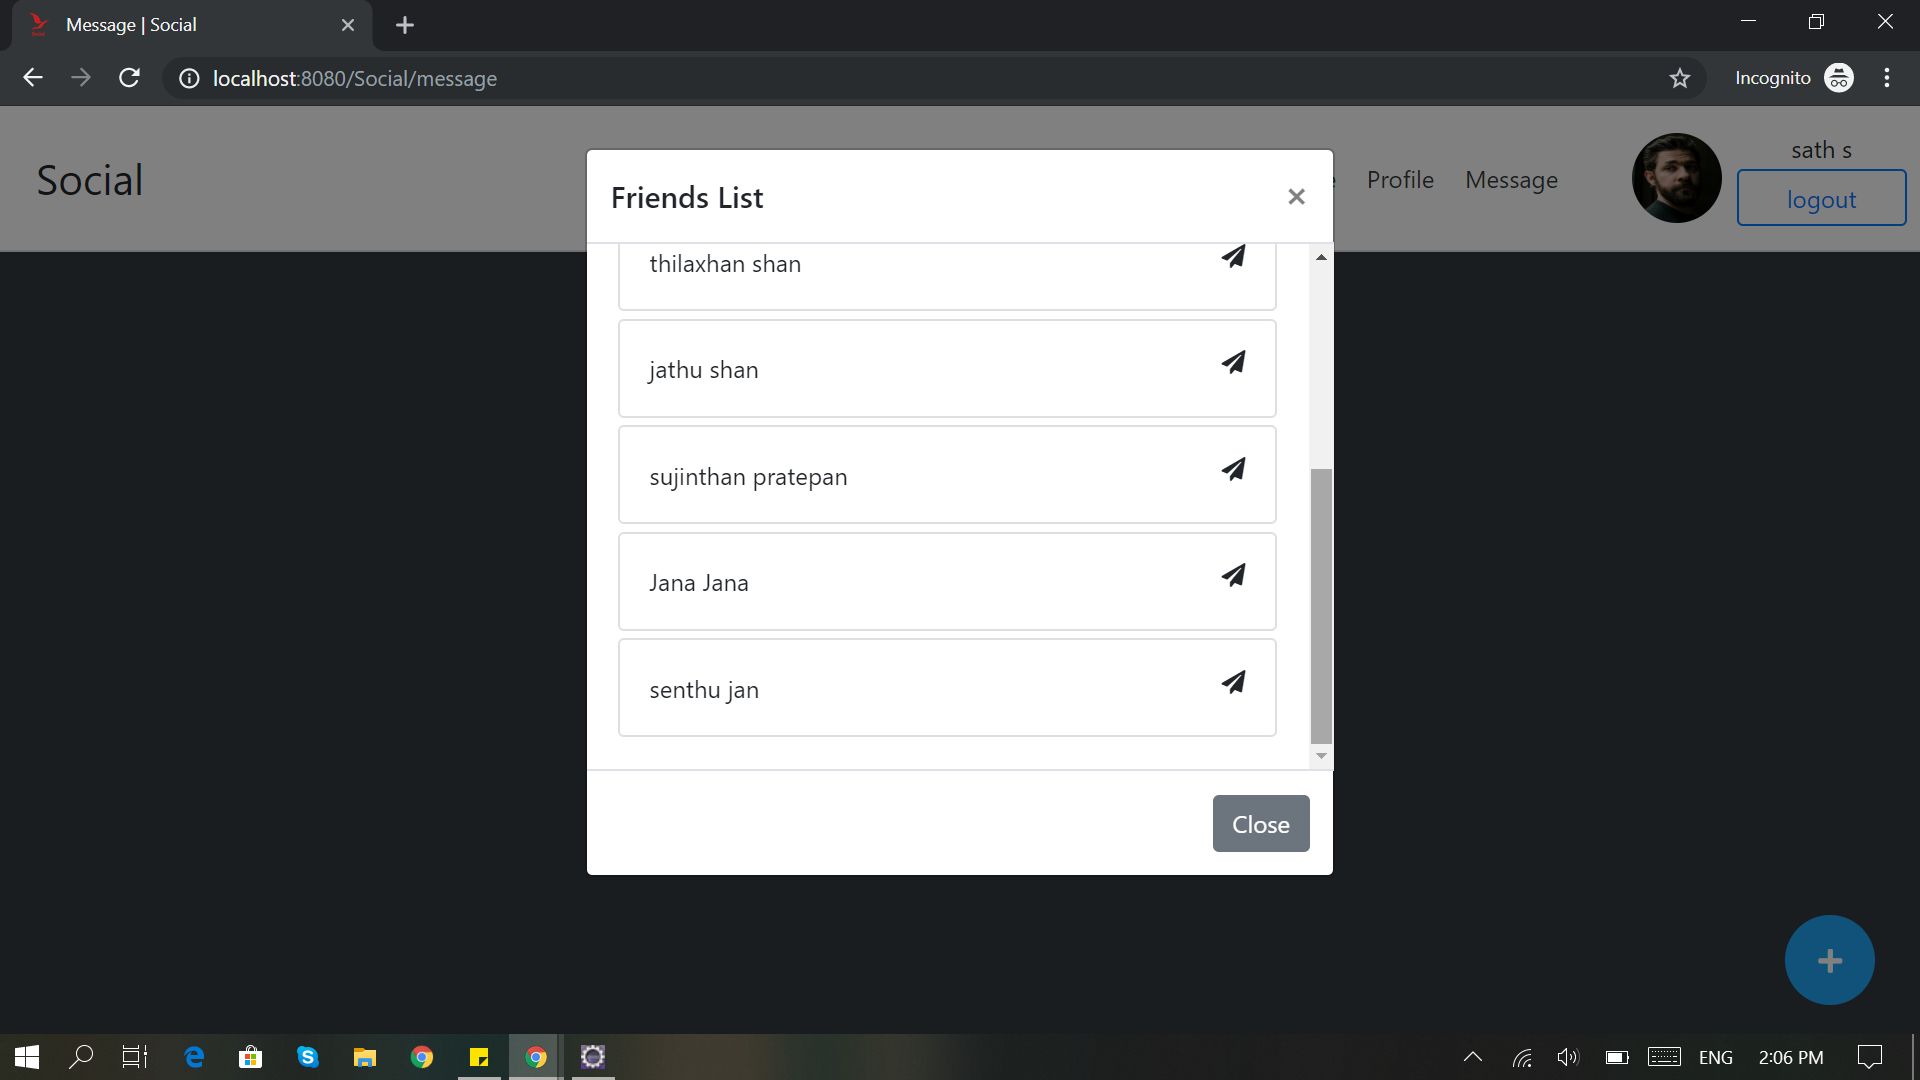 Message | Social
localhost:8080/Social/message
Incognito
Social
Profile
Message
sath s
logout
Friends List
thilaxhan shan
jathu shan
sujinthan pratepan
Jana Jana
senthu jan
Close
ENG
2:06 PM